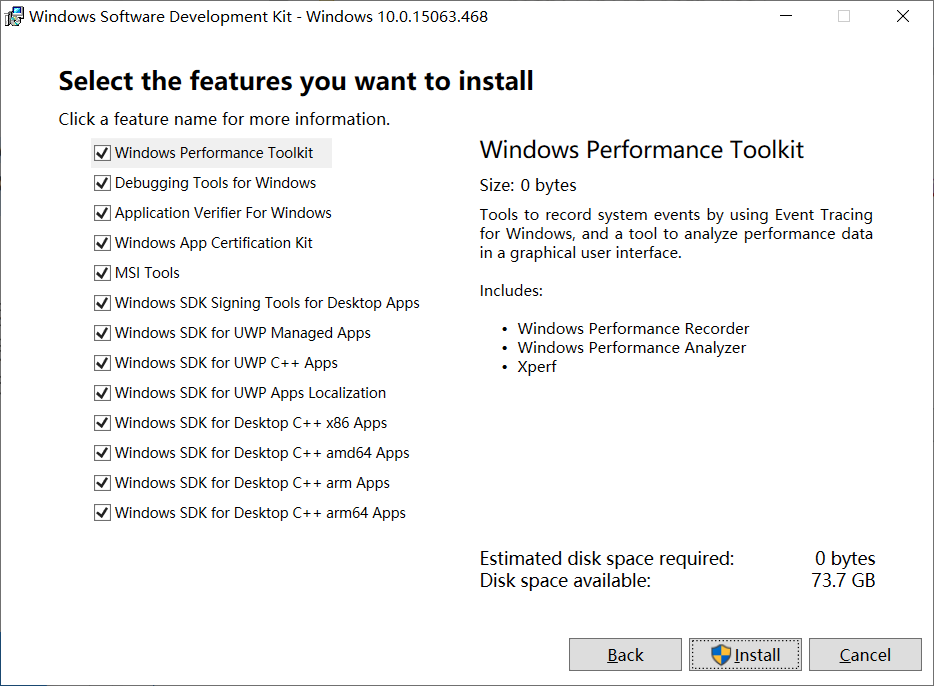 Windows Software Development Kit - Windows 10.0.15063.468
Select the features you want to install
Click a feature name for more information.
Windows Performance Toolkit
Debugging Tools for Windows
Application Verifier For Windows
Windows App Certification Kit
MSI Tools
Windows SDK Signing Tools for Desktop Apps
Windows SDK for UWP Managed Apps
Windows SDK for UWP C++ Apps
Windows SDK for UWP Apps Localization
Windows SDK for Desktop C++ x86 Apps
Windows SDK for Desktop C++ amd64 Apps
Windows SDK for Desktop C++ arm Apps
Windows SDK for Desktop C++ arm64 Apps
Windows Performance Toolkit
Size: 0 bytes
Tools to record system events by using Event Tracing
for Windows, and a tool to analyze performance data
in a graphical user interface.
Includes:
• Windows Performance Recorder
• Windows Performance Analyzer
• Xperf
Estimated disk space required: 0 bytes
Disk space available: 73.7 GB
Back Install Cancel